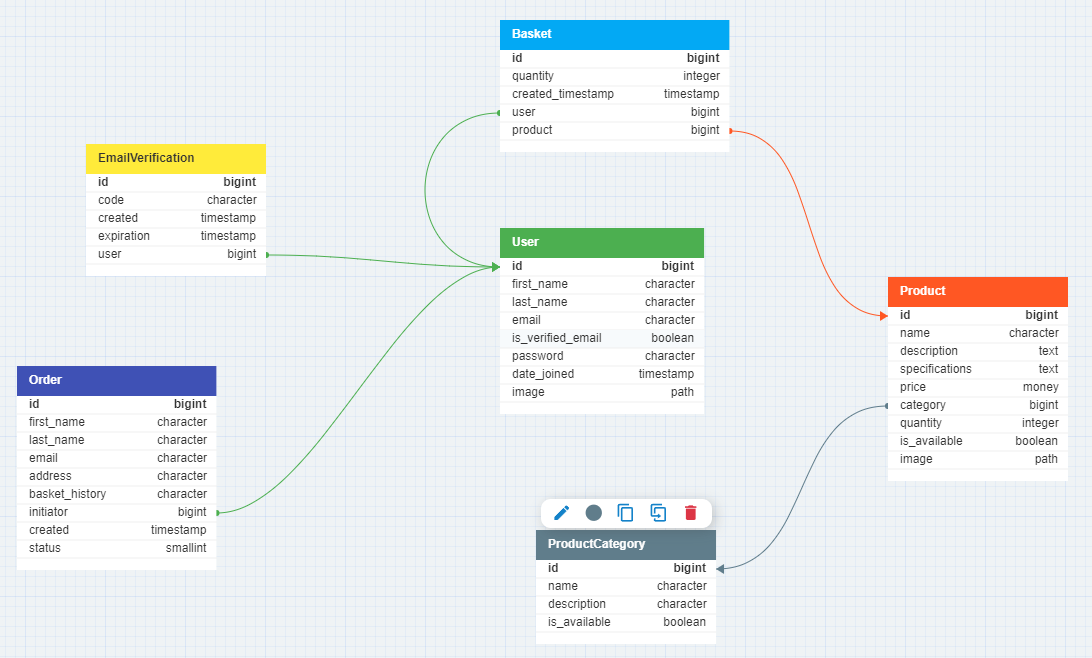 Basket
id bigint
quantity integer
created_timestamp timestamp
user bigint
product bigint
EmailVerification
id bigint
code character
created timestamp
expiration timestamp
user bigint
User
id bigint
first_name character
last_name character
email character
is_verified_email boolean
password character
date_joined timestamp
image path
Product
id bigint
name character
description text
specifications text
price money
category bigint
quantity integer
is_available boolean
image path
Order
id bigint
first_name character
last_name character
email character
address character
basket_history character
initiator bigint
created timestamp
status smallint
ProductCategory
id bigint
name character
description character
is_available boolean